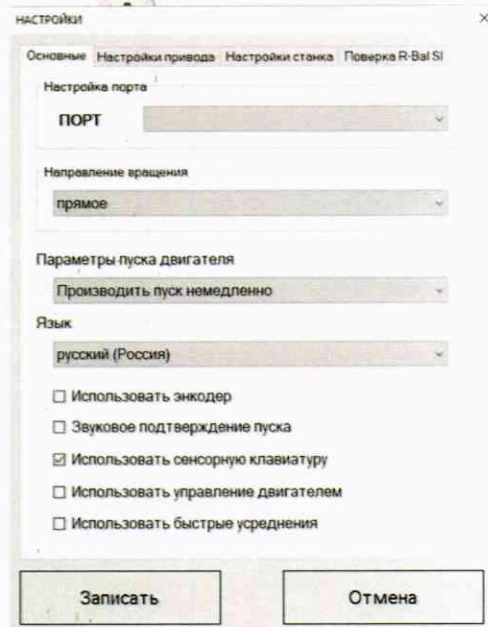 НАСТРОЙКИ
Основные Настройки привода Настройки станка Поверка R-Bal SI
Настройка порта
ПОРТ
Направление вращения
прямое
Параметры пуска двигателя
Производить пуск немедленно
Язык
русский (Россия)
Использовать энкодер
Звуковое подтверждение пуска
Использовать сенсорную клавиатуру
Использовать управление двигателем
Использовать быстрые усреднения
Записать Отмена